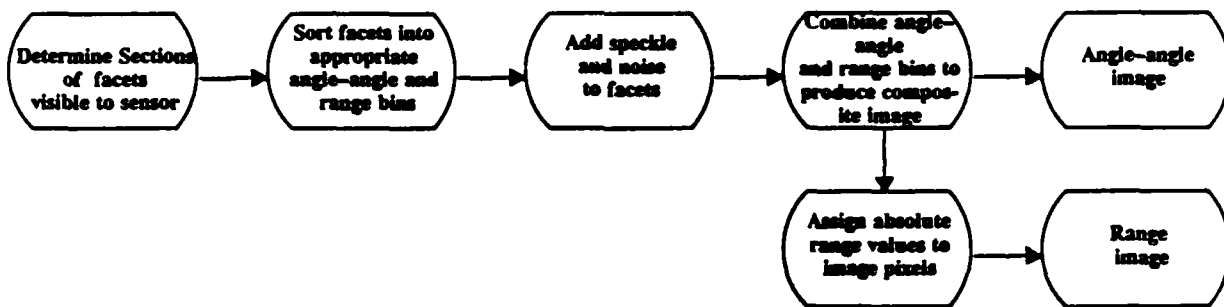 Determine Sections
of facets
visible to sensor
Sort facets into
appropriate
angle-angle and
range bins
Add speckle
and noise
to facets
Combine angle-
angle
and range bins to
produce compos-
ite image
Angle-angle
image
Assign absolute
range values to
image pixels
Range
image